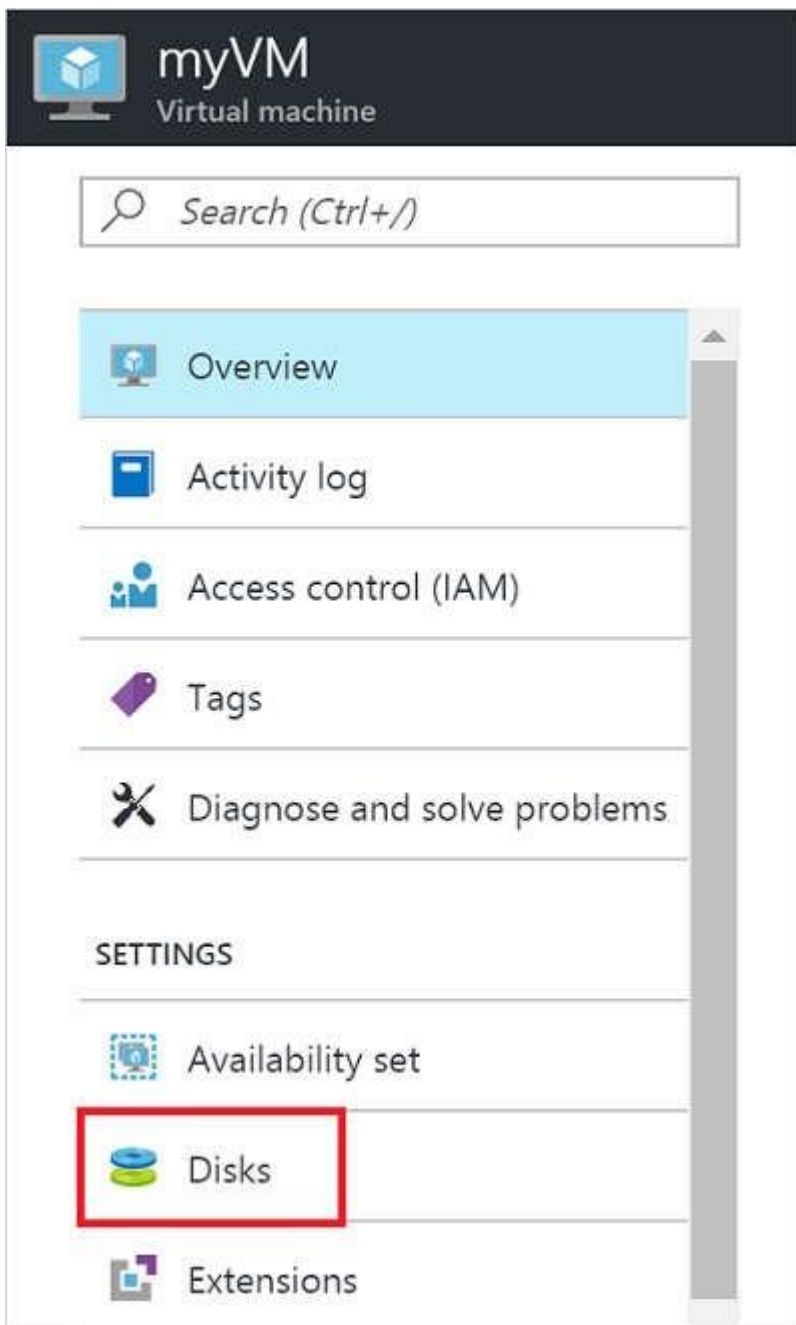 myVM
Virtual machine
Search (Ctrl+/)
Overview
Activity log
Access control (IAM)
Tags
Diagnose and solve problems
SETTINGS
Availability set
Disks
Extensions